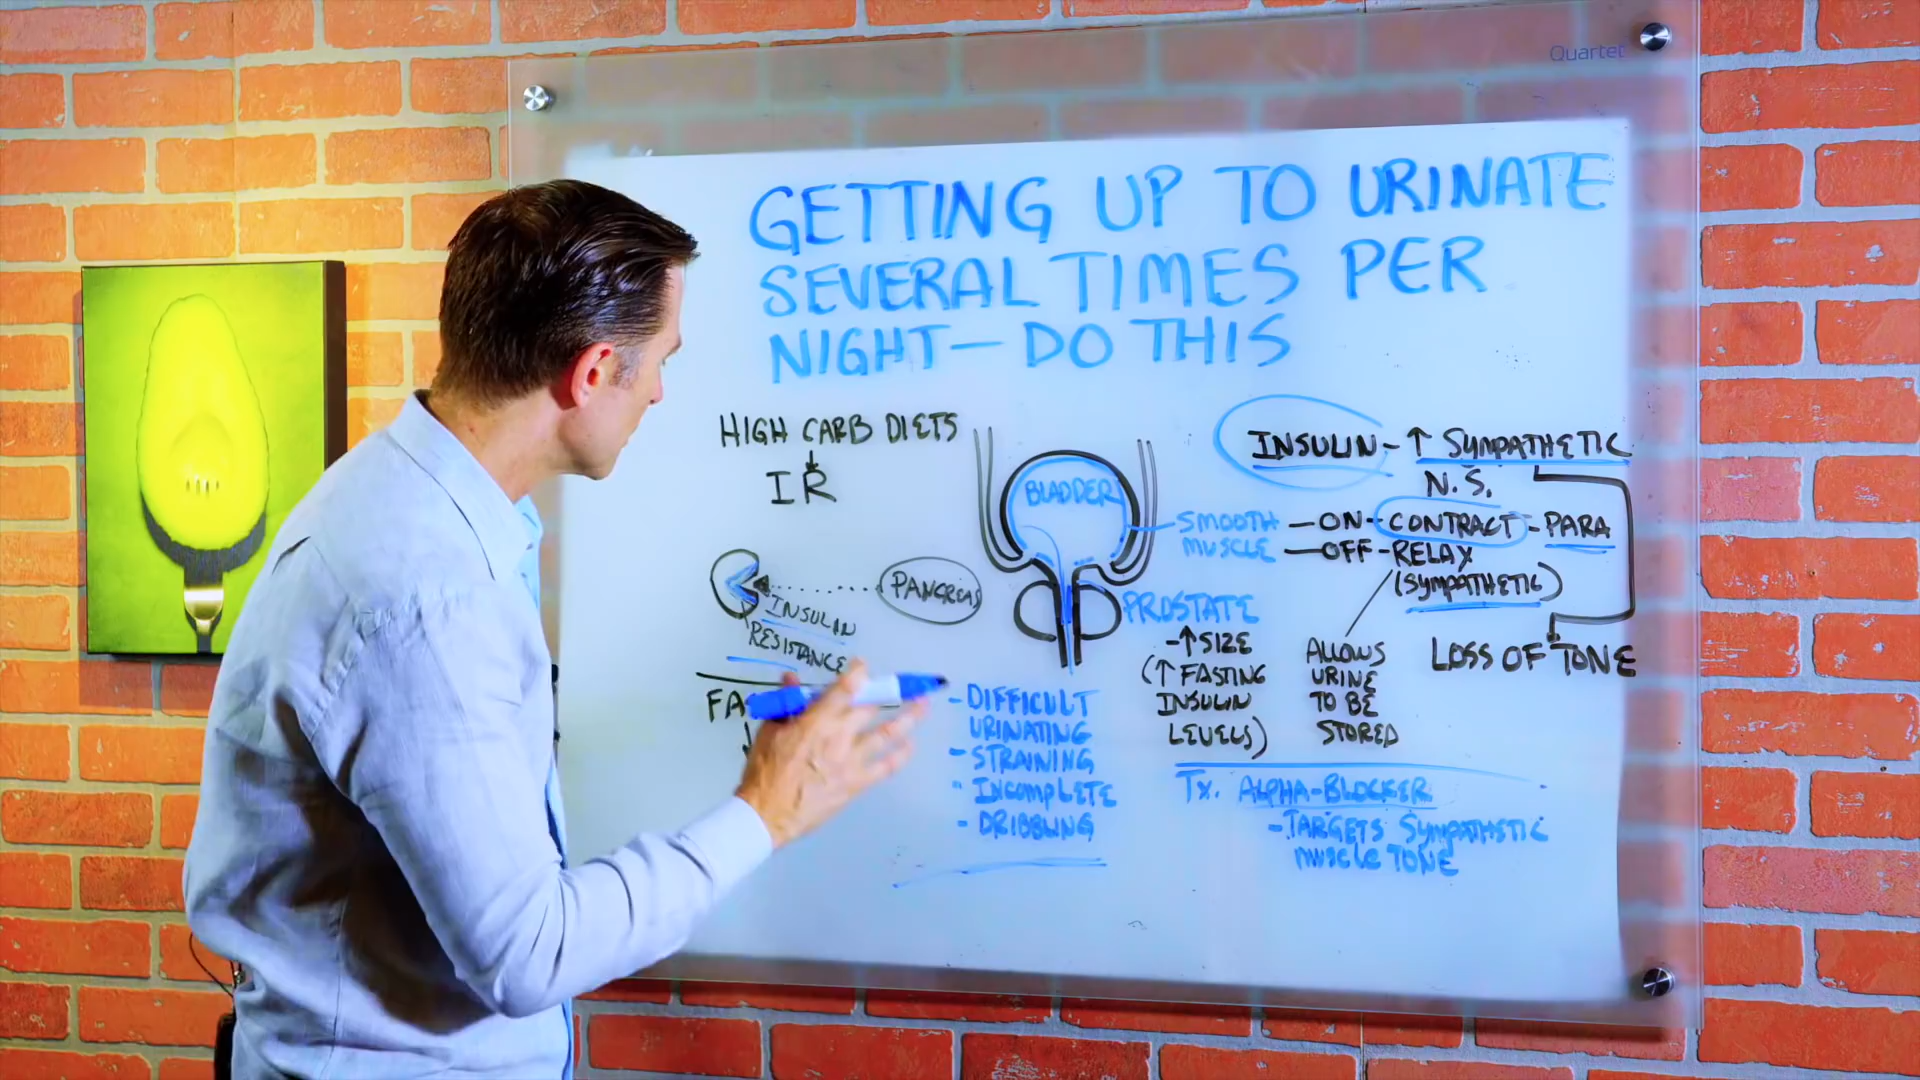 Quartet
GETTING UP TO URINATE
SEVERAL TIMES PER
NIGHT — DO THIS
HIGH CARB DIETS
IR
PANCREAS
INSULIN
RESISTANCE
FA
BLADDER
SMOOTH
MUSCLE
INSULIN - ↑ SYMPATHETIC
N.S.
— ON - CONTRACT - PARA
— OFF - RELAX
(SYMPATHETIC)
LOSS OF TONE
PROSTATE
- ↑ SIZE
(↑ FASTING
INSULIN
LEVELS)
ALLOWS
URINE
TO BE
STORED
- DIFFICULT
URINATING
- STRAINING
- INCOMPLETE
- DRIBBLING
Tx. ALPHA-BLOCKER
- TARGETS SYMPATHETIC
MUSCLE TONE